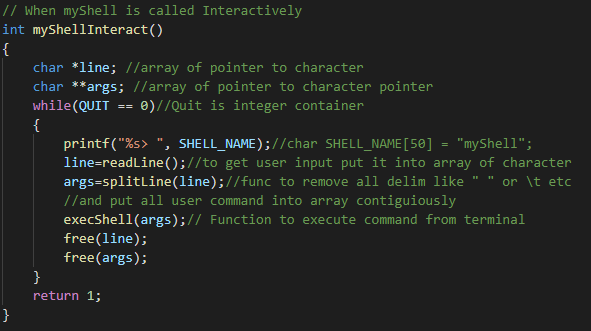 // When myShell is called Interactively
int myShellInteract()
{
    char *line; //array of pointer to character
    char **args; //array of pointer to character pointer
    while(QUIT == 0)//Quit is integer container
    {
        printf("%s> ", SHELL_NAME);//char SHELL_NAME[50] = "myShell";
        line=readLine();//to get user input put it into array of character
        args=splitLine(line);//func to remove all delim like " " or \t etc
        //and put all user command into array contiguiously
        execShell(args);// Function to execute command from terminal
        free(line);
        free(args);
    }
    return 1;
}